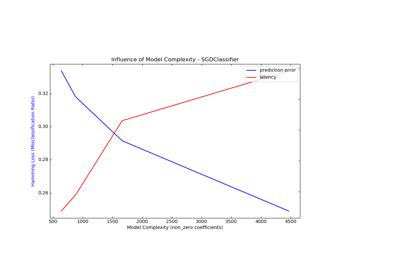 Influence of Model Complexity - SGDClassifier
prediction error
latency
Hamming Loss (Misclassification Ratio)
0.32
0.30
0.28
0.26
500 1000 1500 2000 2500 3000 3500 4000 4500
Model Complexity (non_zero coefficients)